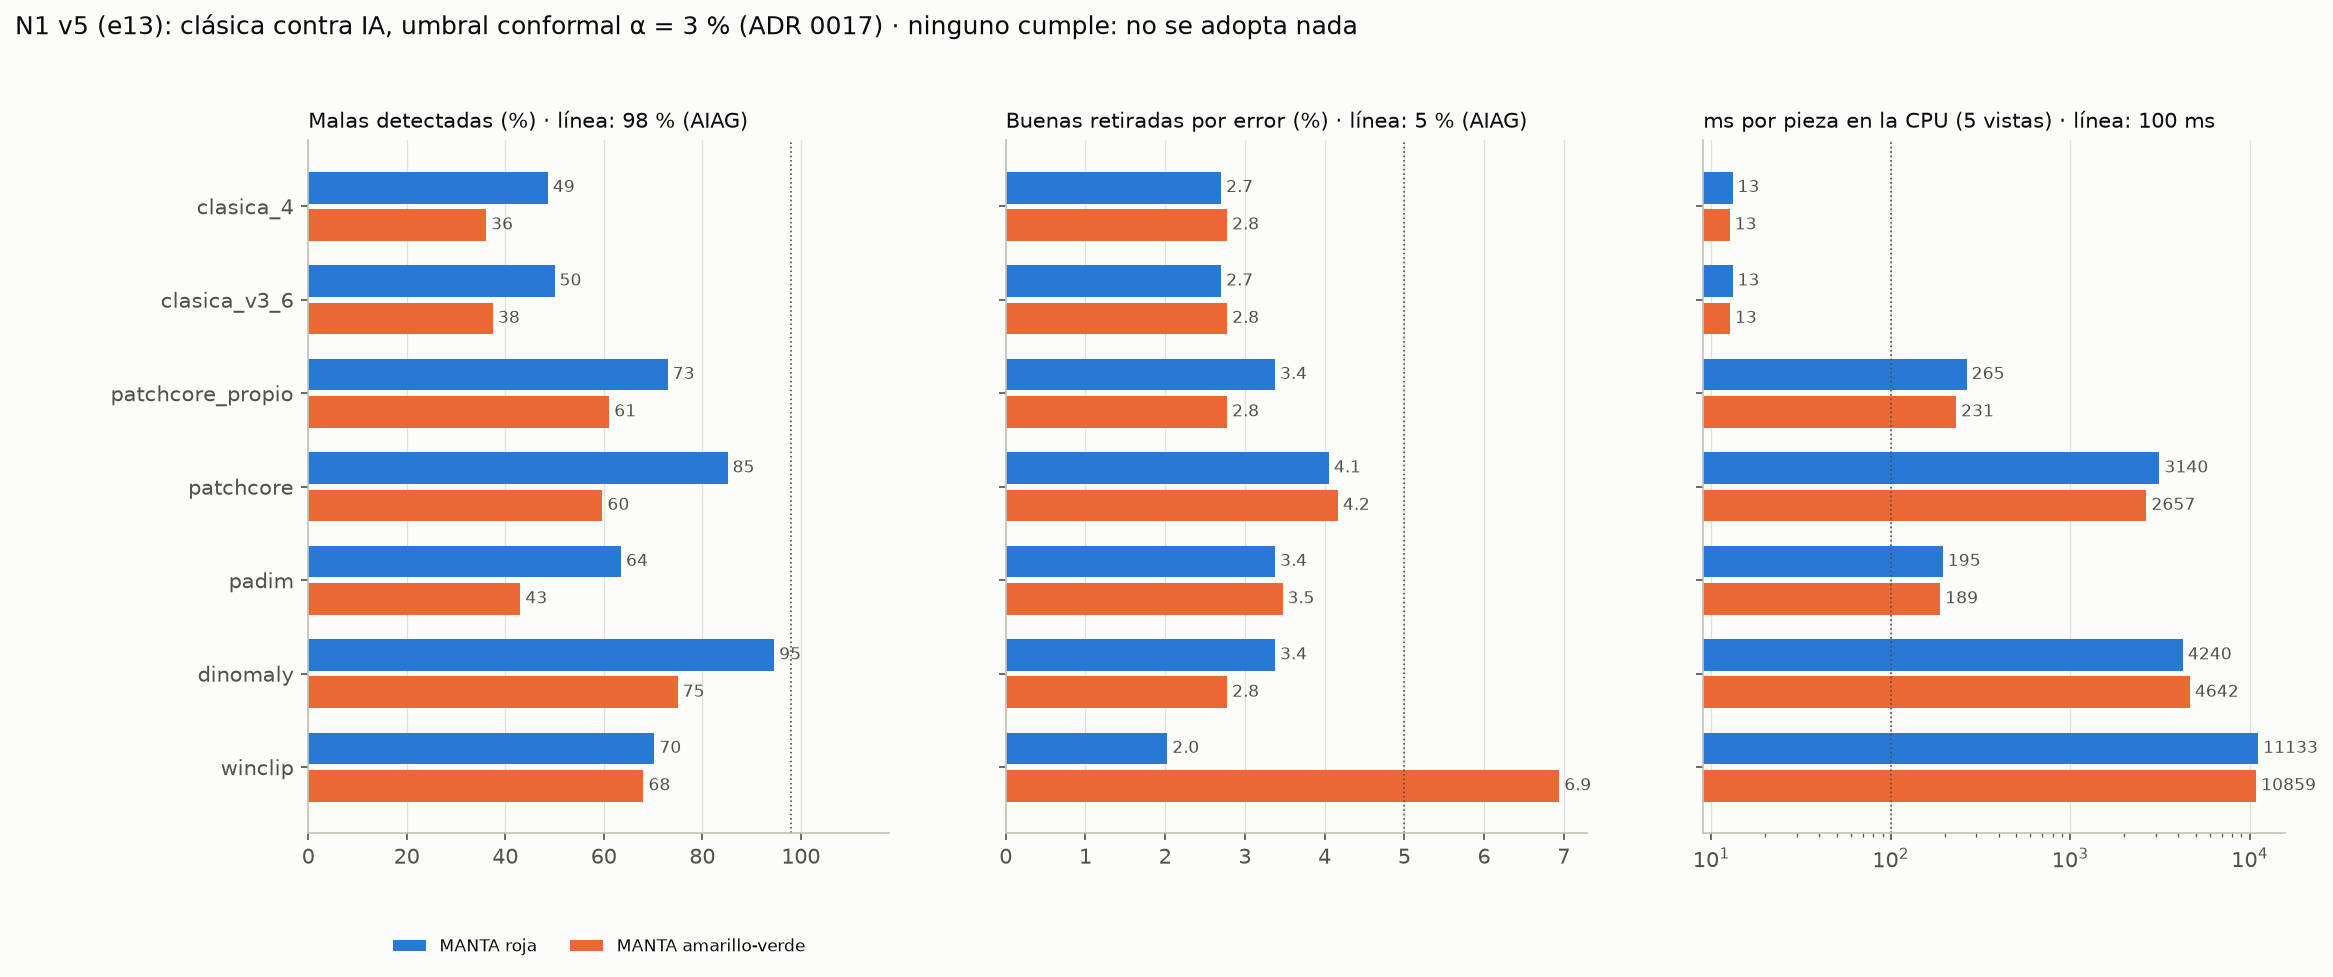 N1 v5 (e13): clásica contra IA, umbral conformal α = 3 % (ADR 0017) · ninguno cumple: no se adopta nada
Malas detectadas (%) · línea: 98 % (AIAG)
clasica_4
49
36
clasica_v3_6
50
38
patchcore_propio
73
61
patchcore
85
60
padim
64
43
dinomaly
95
75
winclip
70
68
0 20 40 60 80 100
Buenas retiradas por error (%) · línea: 5 % (AIAG)
2.7
2.8
2.7
2.8
3.4
2.8
4.1
4.2
3.4
3.5
3.4
2.8
2.0
6.9
0 1 2 3 4 5 6 7
ms por pieza en la CPU (5 vistas) · línea: 100 ms
13
13
13
13
265
231
3140
2657
195
189
4240
4642
11133
10859
10¹ 10² 10³ 10⁴
MANTA roja MANTA amarillo-verde